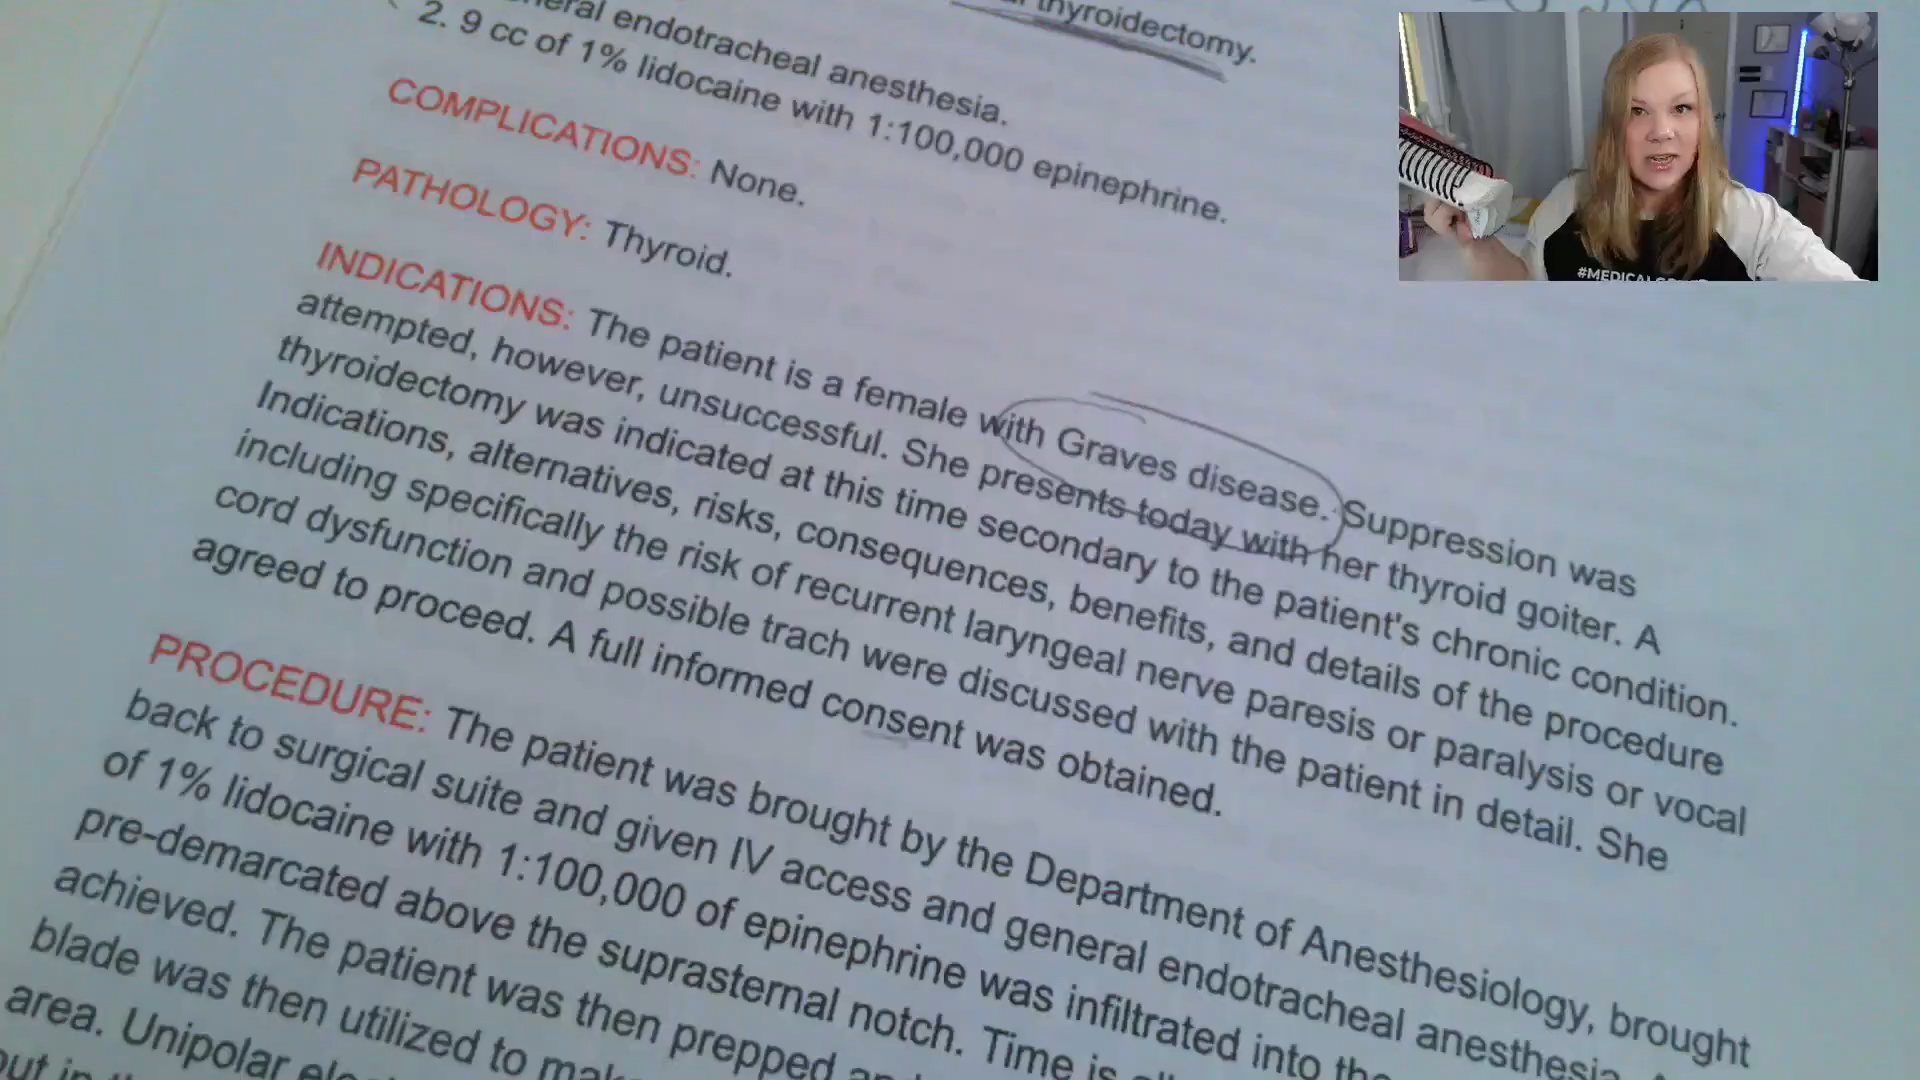 thyroidectomy.
endotracheal anesthesia.
2. 9 cc of 1% lidocaine with 1:100,000 epinephrine.
COMPLICATIONS: None.
PATHOLOGY: Thyroid.
INDICATIONS: The patient is a female with Graves disease. Suppression was
attempted, however, unsuccessful. She presents today with her thyroid goiter. A
thyroidectomy was indicated at this time secondary to the patient's chronic condition.
Indications, alternatives, risks, consequences, benefits, and details of the procedure
including specifically the risk of recurrent laryngeal nerve paresis or paralysis or vocal
cord dysfunction and possible trach were discussed with the patient in detail. She
agreed to proceed. A full informed consent was obtained.
PROCEDURE: The patient was brought by the Department of Anesthesiology, brought
back to surgical suite and given IV access and general endotracheal anesthesia.
of 1% lidocaine with 1:100,000 of epinephrine was infiltrated into the
pre-demarcated above the suprasternal notch. Time is
achieved. The patient was then prepped
blade was then utilized to
area. Unipolar